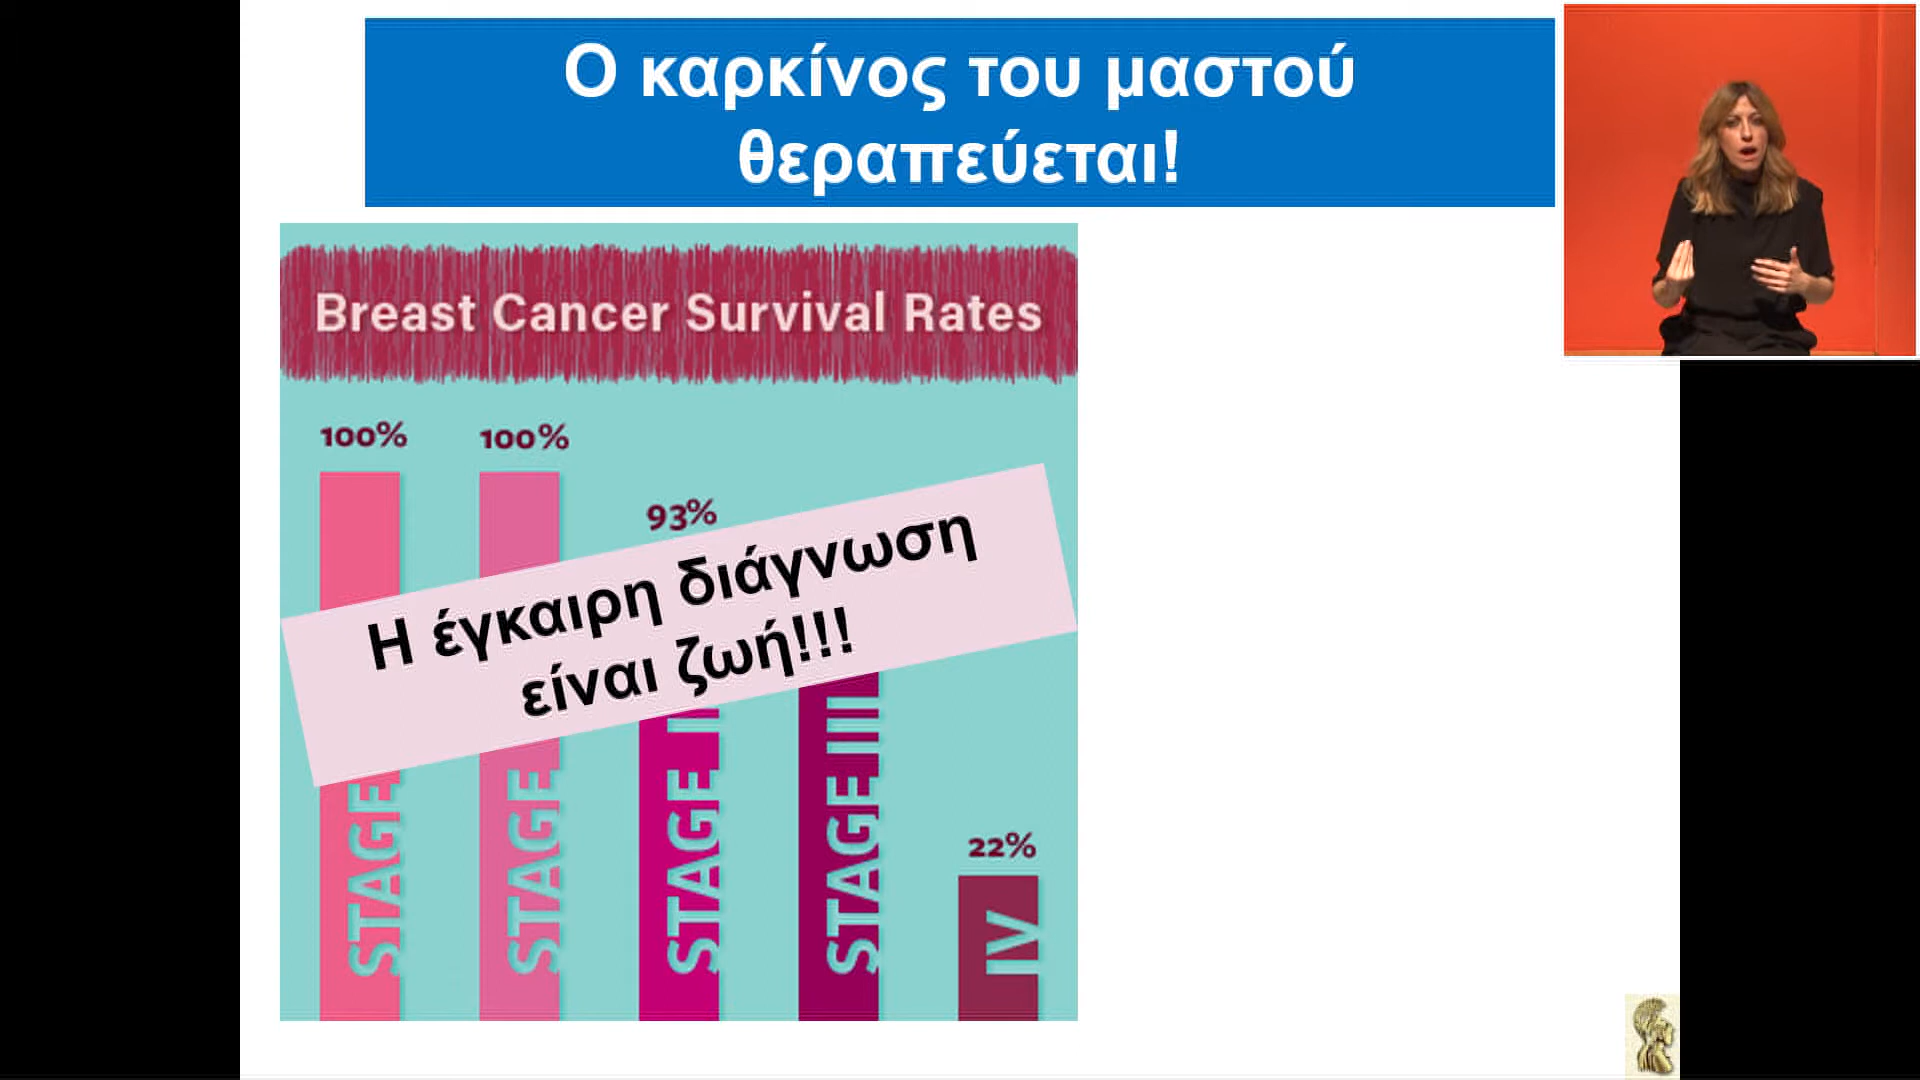 Ο καρκίνος του μαστού
θεραπεύεται!
Breast Cancer Survival Rates
100%
100%
93%
Η έγκαιρη διάγνωση
είναι ζωή!!!
22%
STAGE
STAGE
STAGE
STAGE III
IV